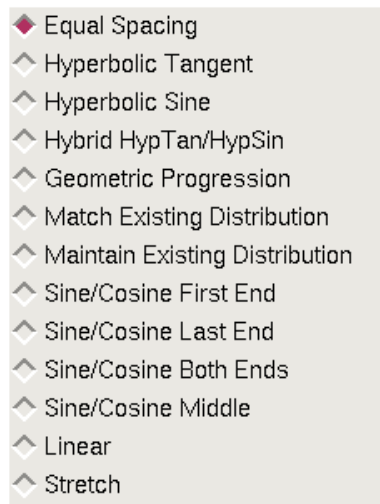 Equal Spacing
Hyperbolic Tangent
Hyperbolic Sine
Hybrid HypTan/HypSin
Geometric Progression
Match Existing Distribution
Maintain Existing Distribution
Sine/Cosine First End
Sine/Cosine Last End
Sine/Cosine Both Ends
Sine/Cosine Middle
Linear
Stretch